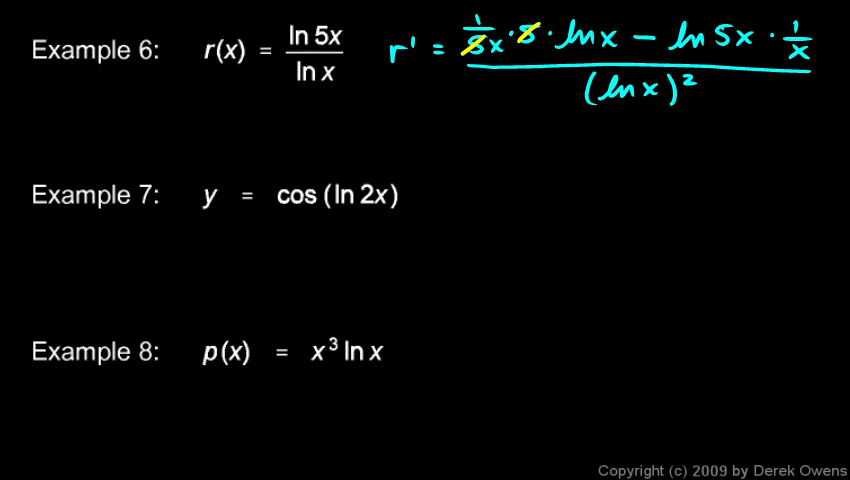 Example 6: r(x) = ln 5x / ln x r' = (1/5x · 5 · ln x − ln 5x · 1/x) / (ln x)²
Example 7: y = cos (ln 2x)
Example 8: p(x) = x³ ln x
Copyright (c) 2009 by Derek Owens